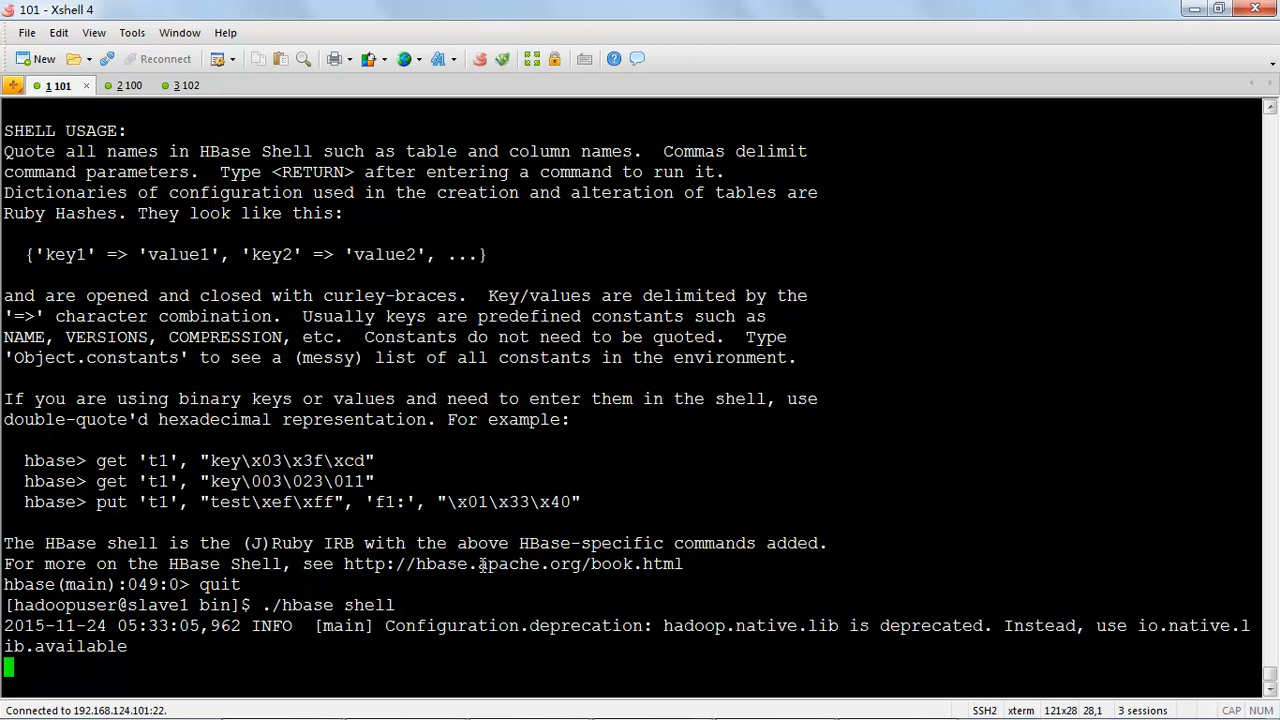 101 - Xshell 4
File Edit View Tools Window Help
New Reconnect
1 101 2 100 3 102
SHELL USAGE:
Quote all names in HBase Shell such as table and column names.  Commas delimit
command parameters.  Type <RETURN> after entering a command to run it.
Dictionaries of configuration used in the creation and alteration of tables are
Ruby Hashes. They look like this:
{'key1' => 'value1', 'key2' => 'value2', ...}
and are opened and closed with curley-braces.  Key/values are delimited by the
'=>' character combination.  Usually keys are predefined constants such as
NAME, VERSIONS, COMPRESSION, etc.  Constants do not need to be quoted.  Type
'Object.constants' to see a (messy) list of all constants in the environment.
If you are using binary keys or values and need to enter them in the shell, use
double-quote'd hexadecimal representation. For example:
hbase> get 't1', "key\x03\x3f\xcd"
hbase> get 't1', "key\003\023\011"
hbase> put 't1', "test\xef\xff", 'f1:', "\x01\x33\x40"
The HBase shell is the (J)Ruby IRB with the above HBase-specific commands added.
For more on the HBase Shell, see http://hbase.apache.org/book.html
hbase(main):049:0> quit
[hadoopuser@slave1 bin]$ ./hbase shell
2015-11-24 05:33:05,962 INFO  [main] Configuration.deprecation: hadoop.native.lib is deprecated. Instead, use io.native.l
ib.available
Connected to 192.168.124.101:22. SSH2 xterm 121x28 28,1 3 sessions CAP NUM